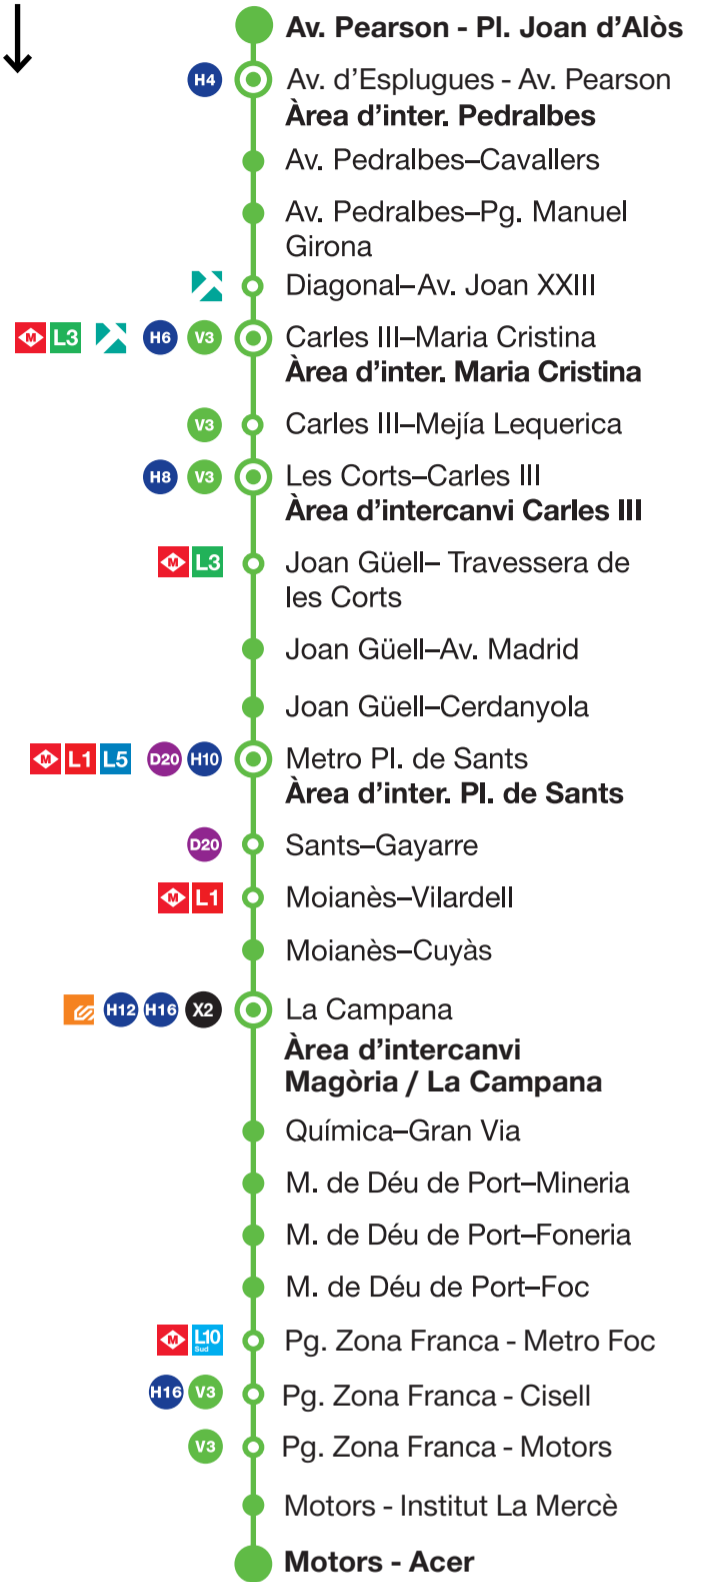 Av. Pearson - Pl. Joan d’Alòs
H4 Av. d’Esplugues - Av. Pearson
Àrea d’inter. Pedralbes
Av. Pedralbes–Cavallers
Av. Pedralbes–Pg. Manuel
Girona
Diagonal–Av. Joan XXIII
M L3 H6 V3 Carles III–Maria Cristina
Àrea d’inter. Maria Cristina
V3 Carles III–Mejía Lequerica
H8 V3 Les Corts–Carles III
Àrea d’intercanvi Carles III
M L3 Joan Güell– Travessera de
les Corts
Joan Güell–Av. Madrid
Joan Güell–Cerdanyola
M L1 L5 D20 H10 Metro Pl. de Sants
Àrea d’inter. Pl. de Sants
D20 Sants–Gayarre
M L1 Moianès–Vilardell
Moianès–Cuyàs
H12 H16 X2 La Campana
Àrea d’intercanvi
Magòria / La Campana
Química–Gran Via
M. de Déu de Port–Mineria
M. de Déu de Port–Foneria
M. de Déu de Port–Foc
M L10 Sud Pg. Zona Franca - Metro Foc
H16 V3 Pg. Zona Franca - Cisell
V3 Pg. Zona Franca - Motors
Motors - Institut La Mercè
Motors - Acer